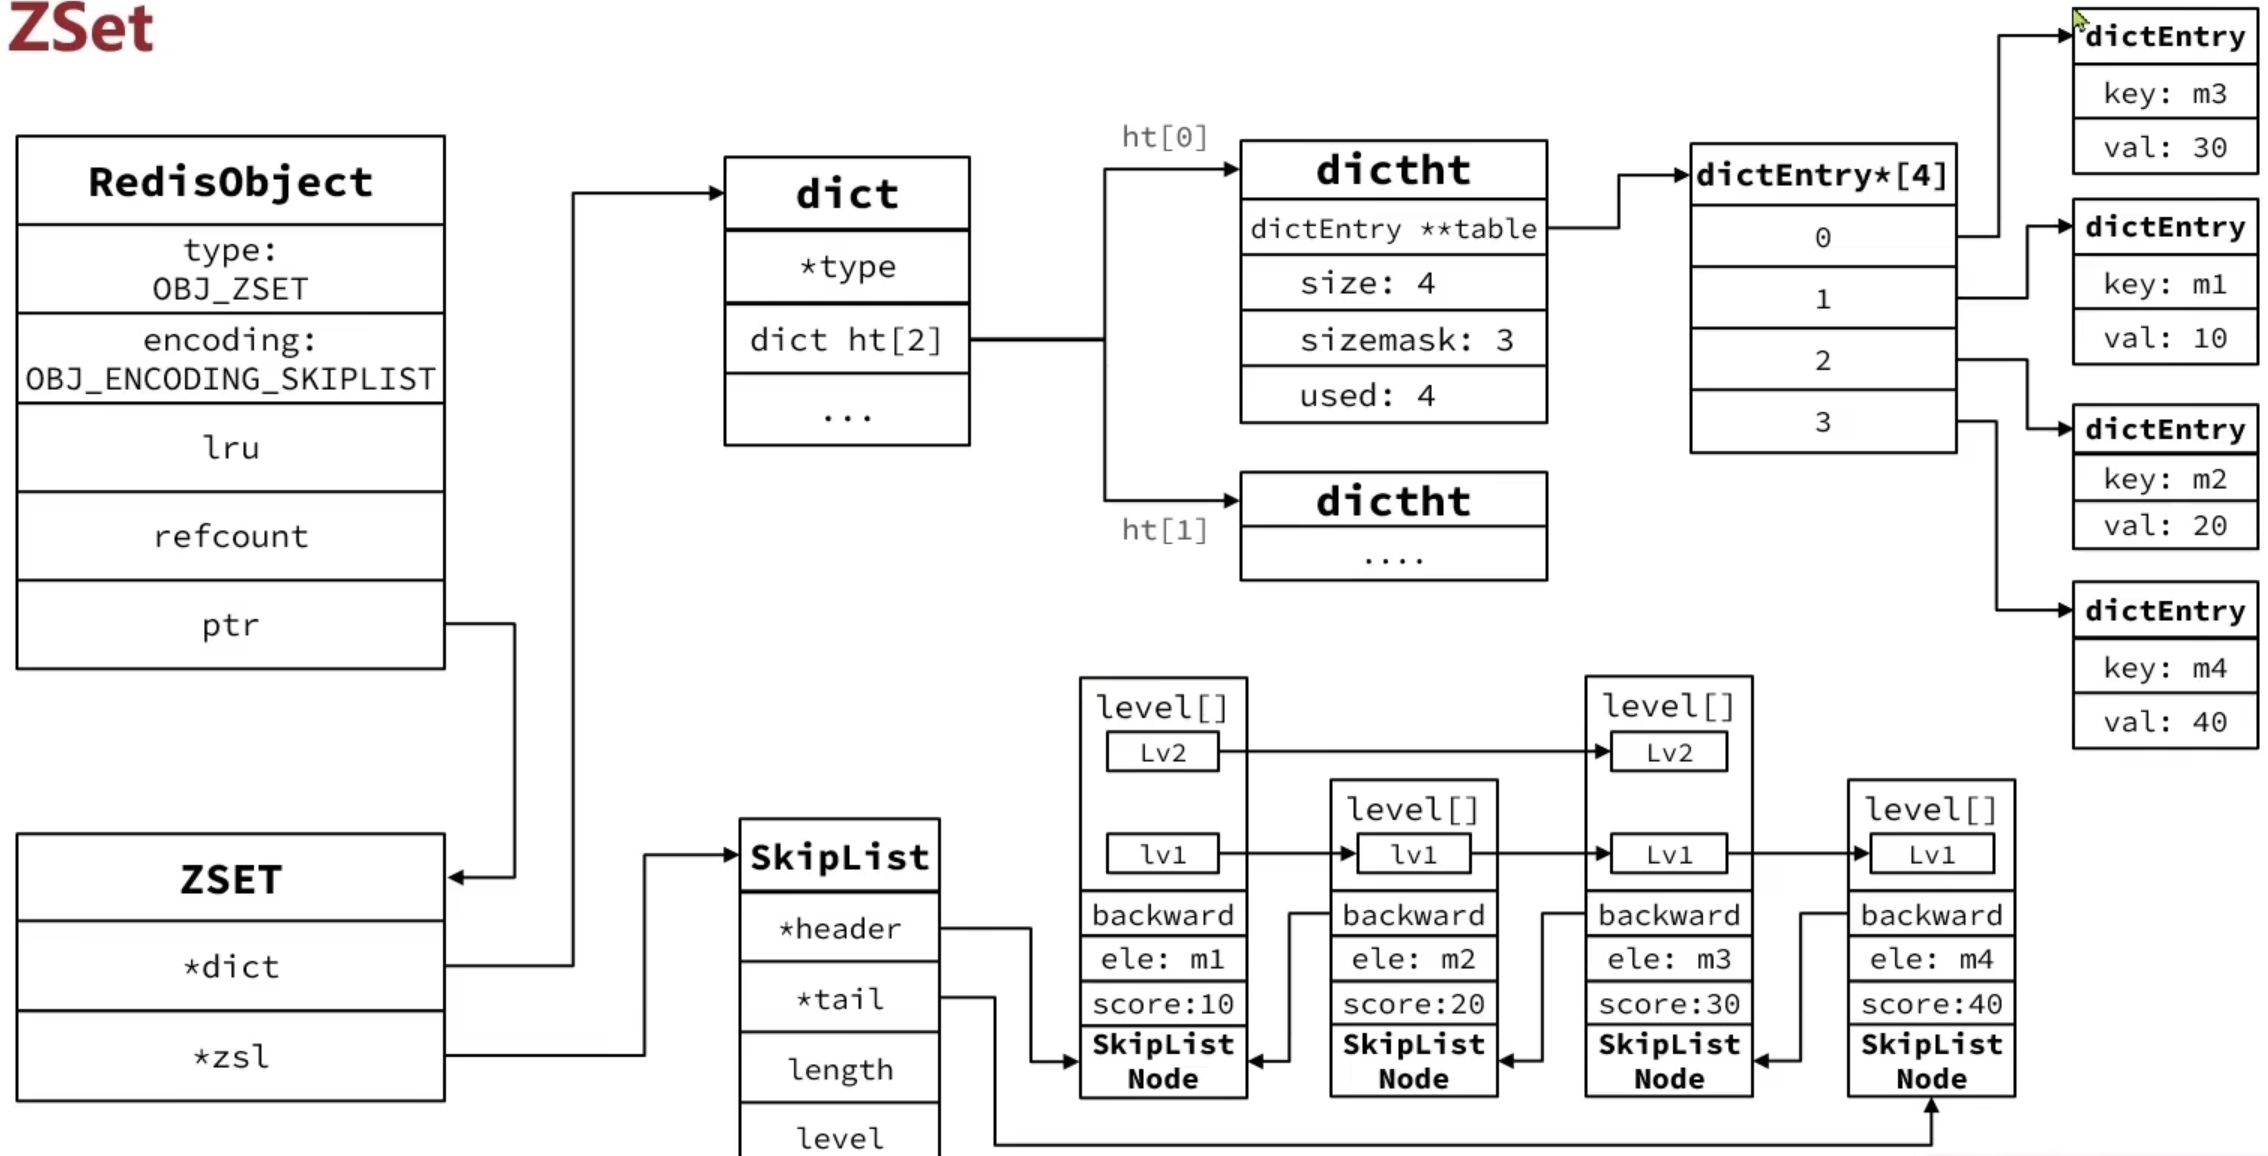 ZSet
RedisObject
type:
OBJ_ZSET
encoding:
OBJ_ENCODING_SKIPLIST
lru
refcount
ptr
ZSET
*dict
*zsl
dict
*type
dict ht[2]
...
ht[0]
dictht
dictEntry **table
size: 4
sizemask: 3
used: 4
ht[1]
dictht
....
dictEntry*[4]
0
1
2
3
dictEntry
key: m3
val: 30
dictEntry
key: m1
val: 10
dictEntry
key: m2
val: 20
dictEntry
key: m4
val: 40
SkipList
*header
*tail
length
level
level[]
Lv2
lv1
backward
ele: m1
score:10
SkipList
Node
level[]
lv1
backward
ele: m2
score:20
SkipList
Node
level[]
Lv2
Lv1
backward
ele: m3
score:30
SkipList
Node
level[]
Lv1
backward
ele: m4
score:40
SkipList
Node